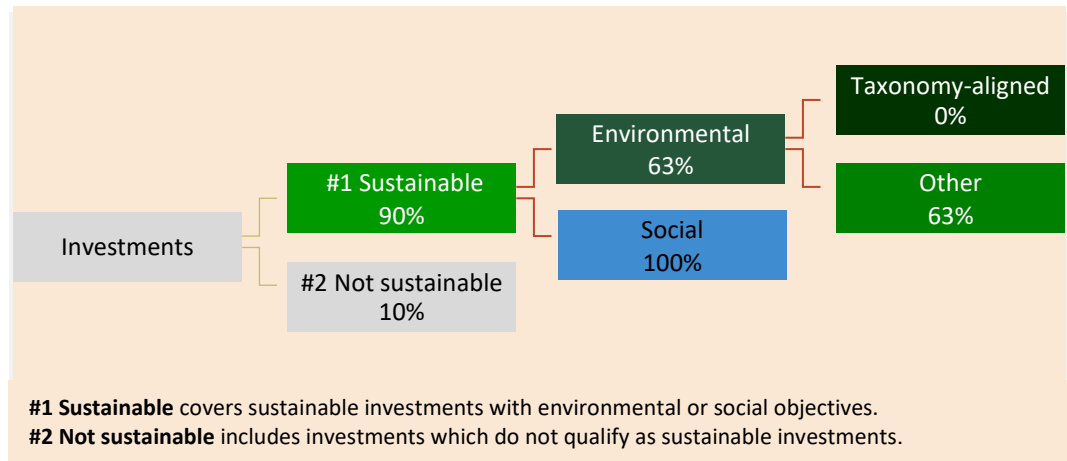 Investments
#1 Sustainable
90%
#2 Not sustainable
10%
Environmental
63%
Social
100%
Taxonomy-aligned
0%
Other
63%
#1 Sustainable covers sustainable investments with environmental or social objectives.
#2 Not sustainable includes investments which do not qualify as sustainable investments.